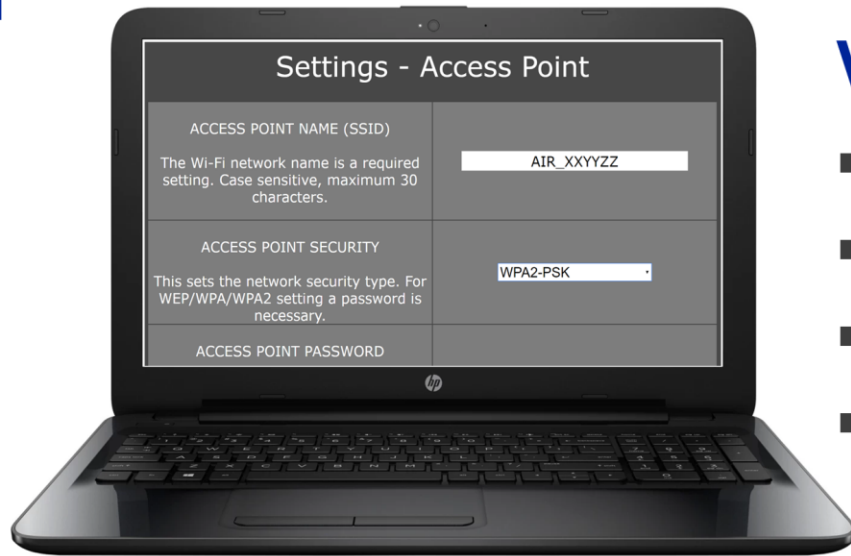 Settings - Access Point
ACCESS POINT NAME (SSID)
The Wi-Fi network name is a required
setting. Case sensitive, maximum 30
characters.
AIR_XXYYZZ
ACCESS POINT SECURITY
This sets the network security type. For
WEP/WPA/WPA2 setting a password is
necessary.
WPA2-PSK
ACCESS POINT PASSWORD
hp